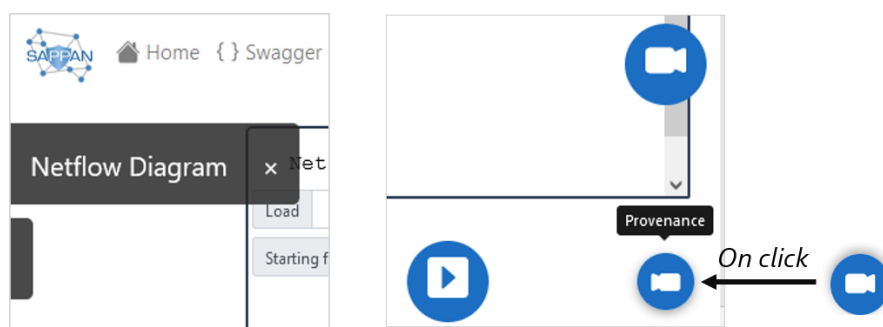 SAPPAN
Home { } Swagger
Netflow Diagram ×
Net
Load
Starting f
Provenance
On click